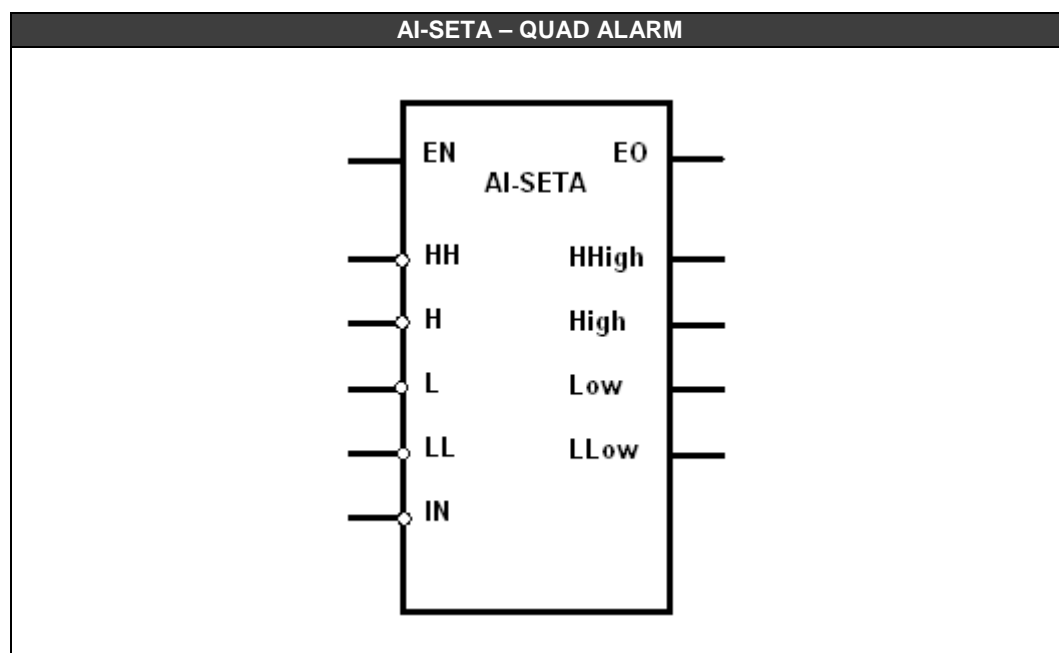 AI-SETA – QUAD ALARM
EN EO
AI-SETA
HH HHigh
H High
L Low
LL LLow
IN